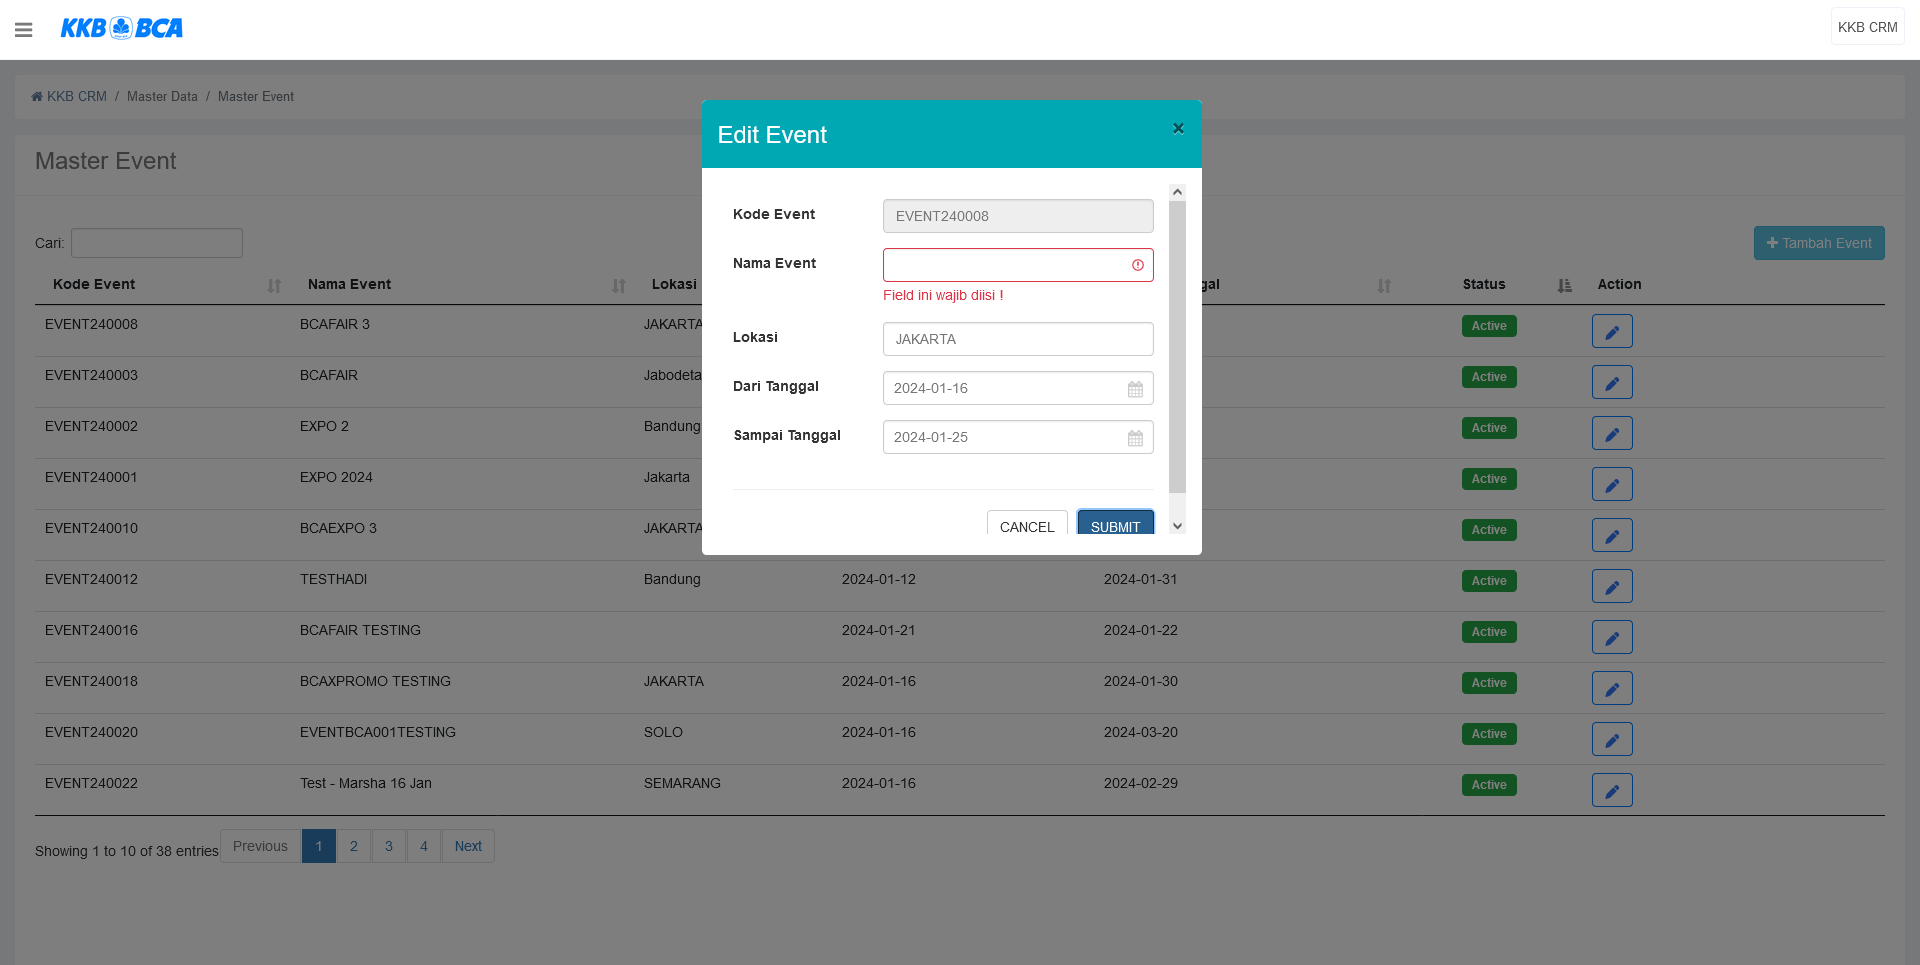 KKB BCA
KKB CRM
KKB CRM / Master Data / Master Event
Master Event
Cari:
+ Tambah Event
Kode Event Nama Event Lokasi gal Status Action
EVENT240008 BCAFAIR 3 JAKARTA Active
EVENT240003 BCAFAIR Jabodeta Active
EVENT240002 EXPO 2 Bandung Active
EVENT240001 EXPO 2024 Jakarta Active
EVENT240010 BCAEXPO 3 JAKARTA Active
EVENT240012 TESTHADI Bandung 2024-01-12 2024-01-31 Active
EVENT240016 BCAFAIR TESTING 2024-01-21 2024-01-22 Active
EVENT240018 BCAXPROMO TESTING JAKARTA 2024-01-16 2024-01-30 Active
EVENT240020 EVENTBCA001TESTING SOLO 2024-01-16 2024-03-20 Active
EVENT240022 Test - Marsha 16 Jan SEMARANG 2024-01-16 2024-02-29 Active
Showing 1 to 10 of 38 entries Previous 1 2 3 4 Next
Edit Event ×
Kode Event EVENT240008
Nama Event
Field ini wajib diisi !
Lokasi JAKARTA
Dari Tanggal 2024-01-16
Sampai Tanggal 2024-01-25
CANCEL SUBMIT